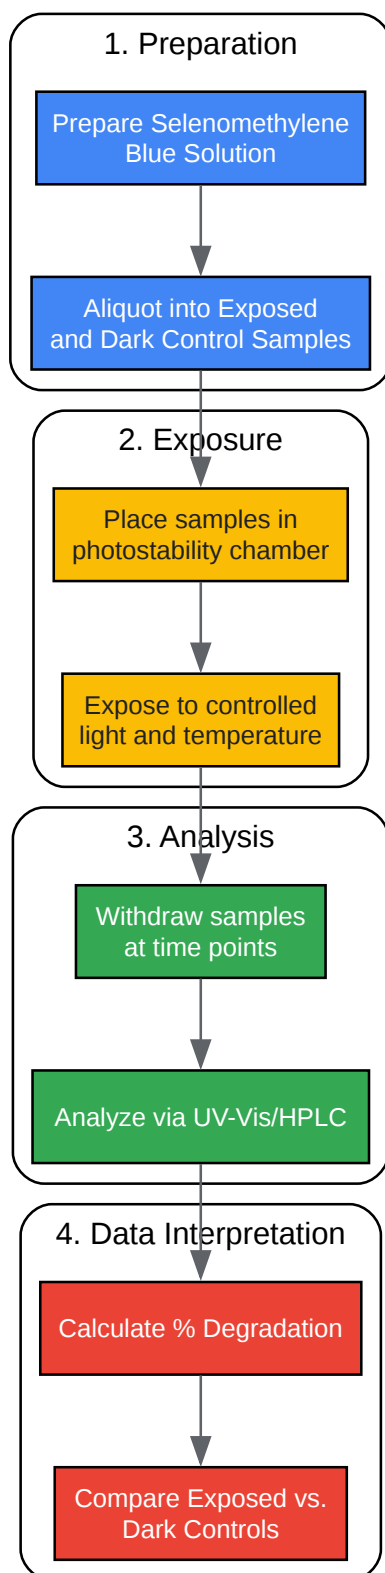 1. Preparation
Prepare Selenomethylene
Blue Solution
Aliquot into Exposed
and Dark Control Samples
2. Exposure
Place samples in
photostability chamber
Expose to controlled
light and temperature
3. Analysis
Withdraw samples
at time points
Analyze via UV-Vis/HPLC
4. Data Interpretation
Calculate % Degradation
Compare Exposed vs.
Dark Controls